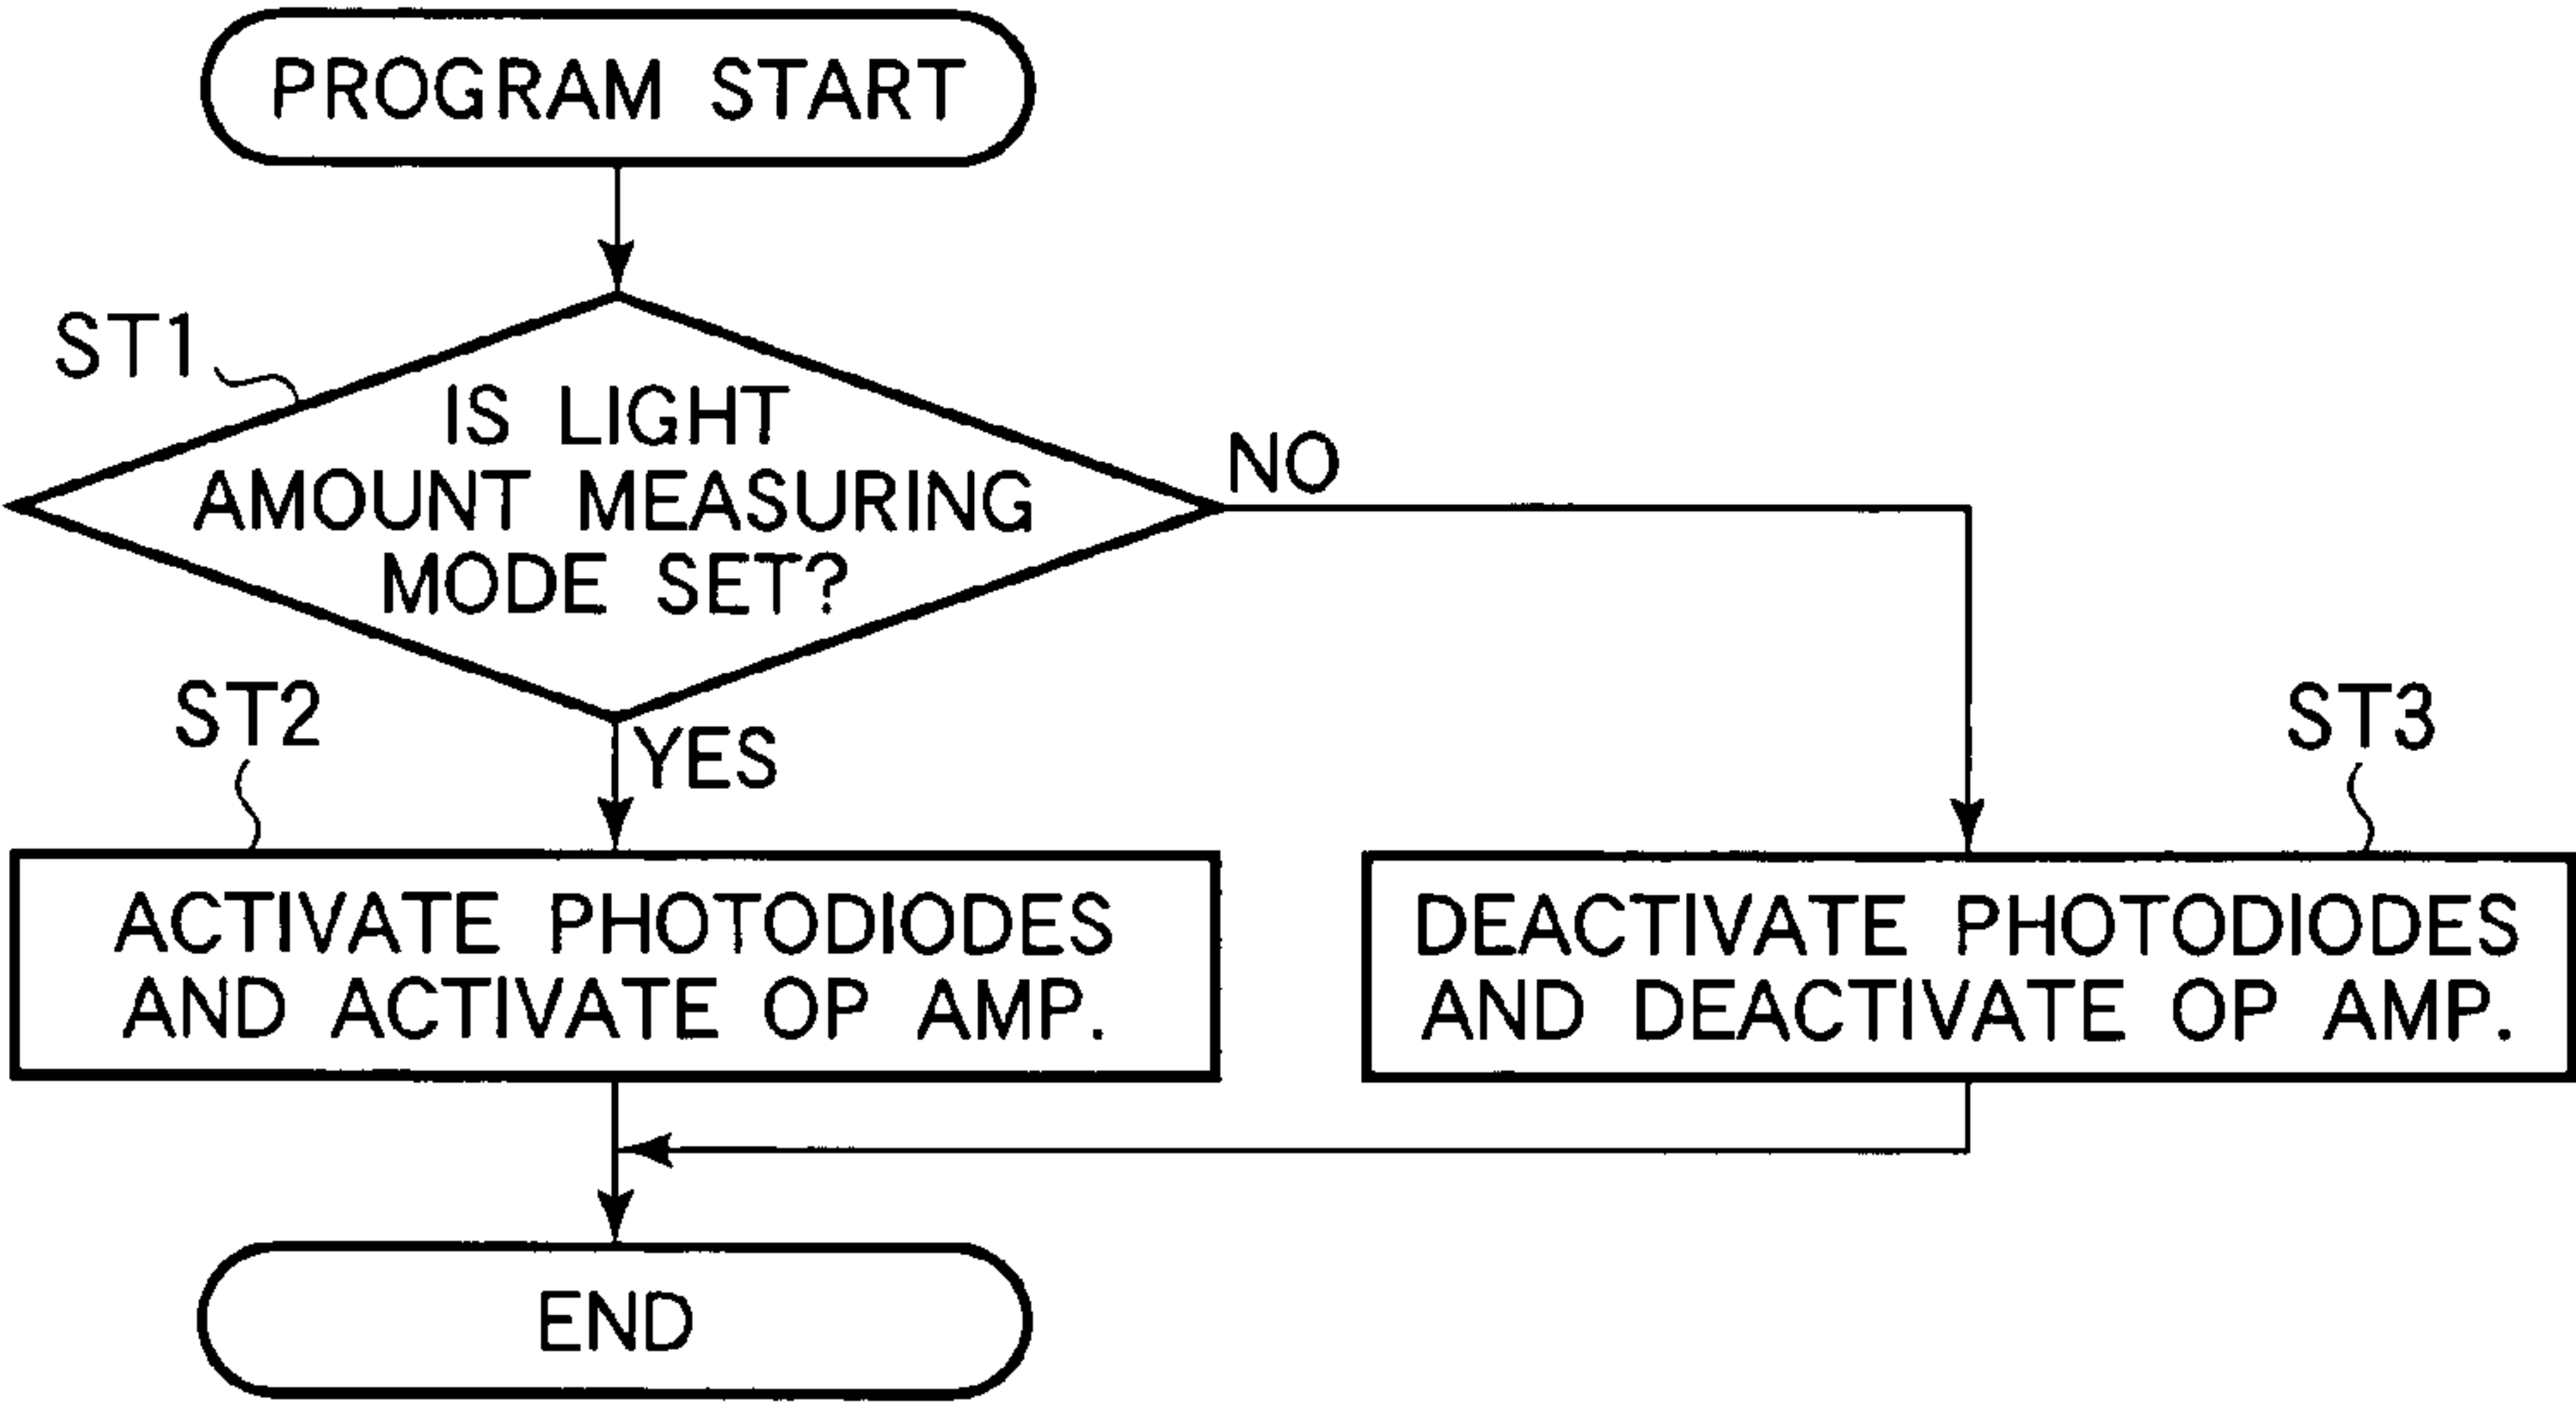 PROGRAM START
ST1
IS LIGHT
AMOUNT MEASURING
MODE SET?
NO
YES
ST2
ACTIVATE PHOTODIODES
AND ACTIVATE OP AMP.
ST3
DEACTIVATE PHOTODIODES
AND DEACTIVATE OP AMP.
END